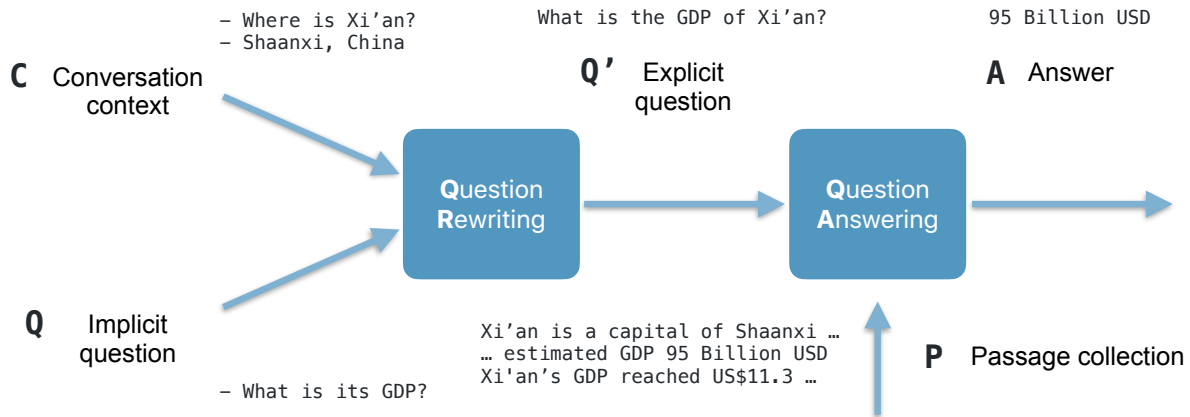 – Where is Xi’an?
– Shaanxi, China
What is the GDP of Xi’an?
95 Billion USD
C Conversation
context
Q’ Explicit
question
A Answer
Question
Rewriting
Question
Answering
Q Implicit
question
– What is its GDP?
Xi’an is a capital of Shaanxi …
… estimated GDP 95 Billion USD
Xi'an’s GDP reached US$11.3 …
P Passage collection